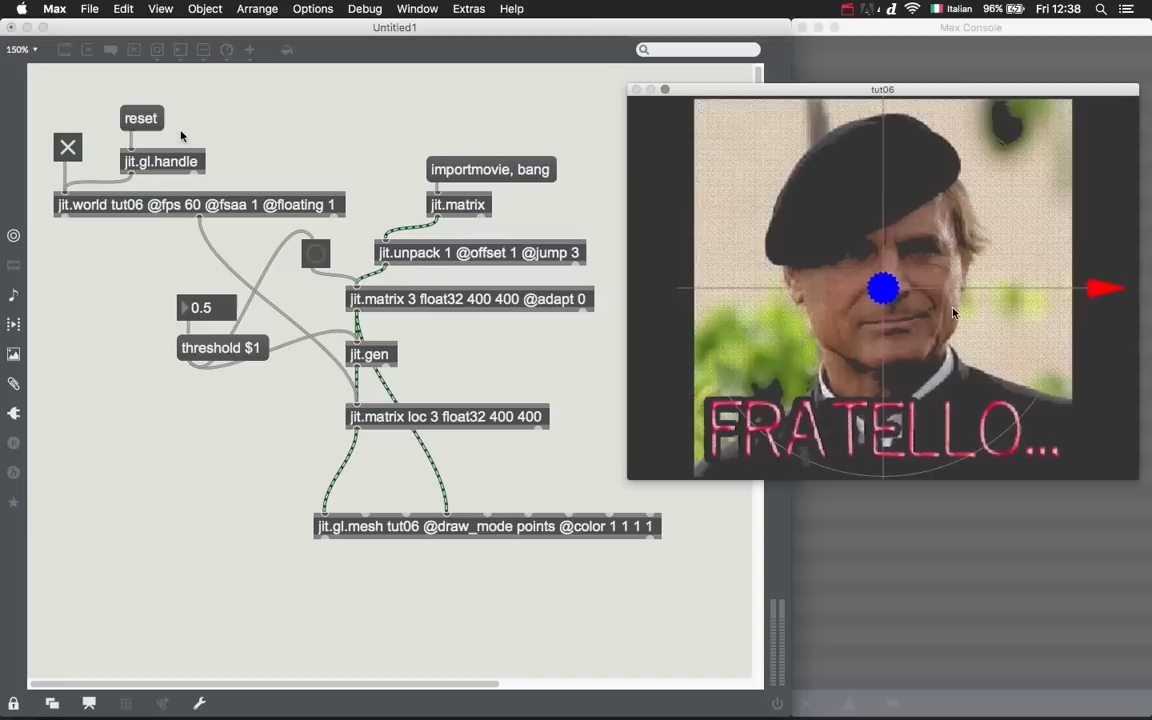 Max File Edit View Object Arrange Options Debug Window Extras Help
Italian 96% Fri 12:38
Untitled1
Max Console
150%
tut06
reset
jit.gl.handle
importmovie, bang
jit.world tut06 @fps 60 @fsaa 1 @floating 1
jit.matrix
jit.unpack 1 @offset 1 @jump 3
jit.matrix 3 float32 400 400 @adapt 0
0.5
threshold $1
jit.gen
jit.matrix loc 3 float32 400 400
FRATELLO...
jit.gl.mesh tut06 @draw_mode points @color 1 1 1 1